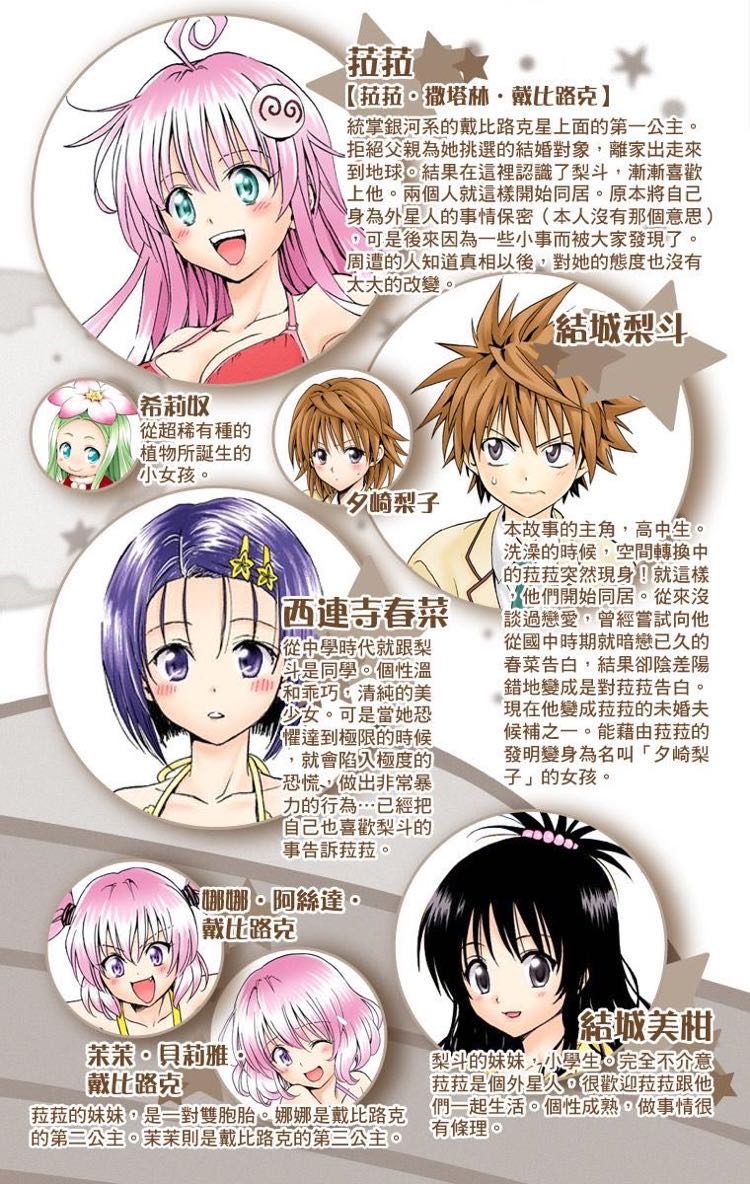 菈菈
【菈菈‧撒塔林‧戴比路克】
統掌銀河系的戴比路克星上面的第一公主。
拒絕父親為她挑選的結婚對象，離家出走來
到地球。結果在這裡認識了梨斗，漸漸喜歡
上他。兩個人就這樣開始同居。原本將自己
身為外星人的事情保密（本人沒有那個意思）
，可是後來因為一些小事而被大家發現了。
周遭的人知道真相以後，對她的態度也沒有
太大的改變。
結城梨斗
本故事的主角，高中生。
洗澡的時候，空間轉換中
的菈菈突然現身！就這樣
，他們開始同居。從來沒
談過戀愛，曾經嘗試向他
從國中時期就暗戀已久的
春菜告白，結果卻陰差陽
錯地變成是對菈菈告白。
現在他變成菈菈的未婚夫
候補之一。能藉由菈菈的
發明變身為名叫「夕崎梨
子」的女孩。
希莉奴
從超稀有種的
植物所誕生的
小女孩。
夕崎梨子
西連寺春菜
從中學時代就跟梨
斗是同學。個性溫
和乖巧，清純的美
少女。可是當她恐
懼達到極限的時候
，就會陷入極度的
恐慌，做出非常暴
力的行為…已經把
自己也喜歡梨斗的
事告訴菈菈。
娜娜‧阿絲達‧
戴比路克
茉茉‧貝莉雅‧
戴比路克
菈菈的妹妹，是一對雙胞胎。娜娜是戴比路克
的第二公主。茉茉則是戴比路克的第三公主。
結城美柑
梨斗的妹妹，小學生。完全不介意
菈菈是個外星人，很歡迎菈菈跟他
們一起生活。個性成熟，做事情很
有條理。